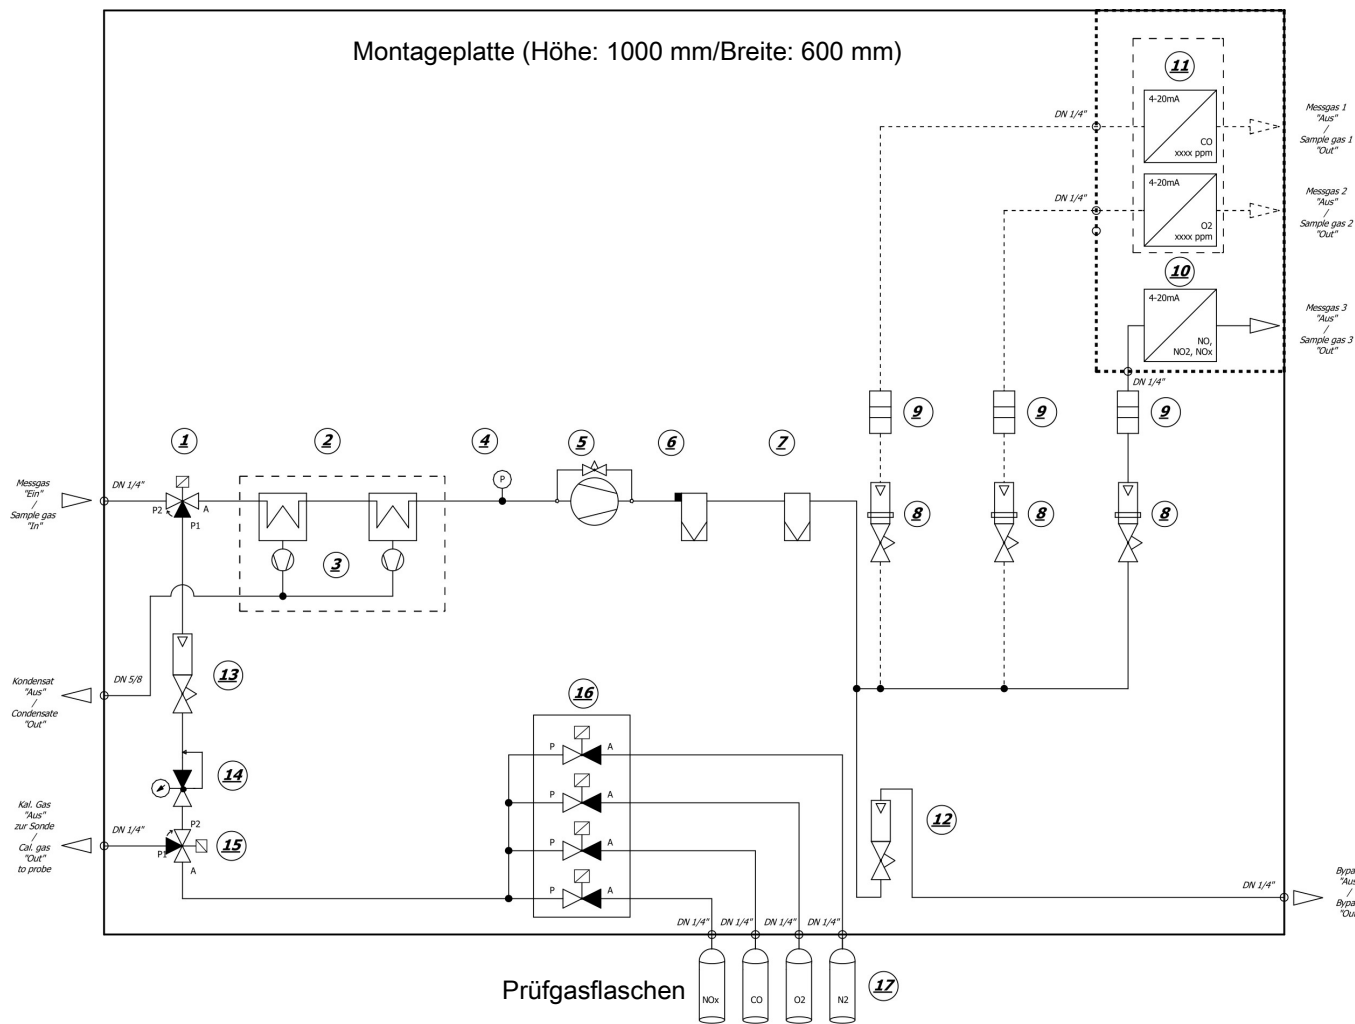 Montageplatte (Höhe: 1000 mm/Breite: 600 mm)
11
4-20mA
CO
xxxx ppm
DN 1/4"
Messgas 1
"Aus"
/
Sample gas 1
"Out"
4-20mA
O2
xxxx ppm
DN 1/4"
Messgas 2
"Aus"
/
Sample gas 2
"Out"
10
4-20mA
NO,
NO2, NOx
Messgas 3
"Aus"
/
Sample gas 3
"Out"
DN 1/4"
9
9
9
1
2
4
5
6
7
Messgas
"Ein"
/
Sample gas
"In"
DN 1/4"
P2
A
P1
P
8
8
8
3
13
Kondensat
"Aus"
/
Condensate
"Out"
DN 5/8
16
P
A
P
A
P
A
P
A
14
Kal. Gas
"Aus"
zur Sonde
/
Cal. gas
"Out"
to probe
DN 1/4"
P2
P1
A
15
12
DN 1/4"
Bypa
"Aus
/
Bypa
"Out
DN 1/4"
DN 1/4"
DN 1/4"
DN 1/4"
Prüfgasflaschen
NOx
CO
O2
N2
17